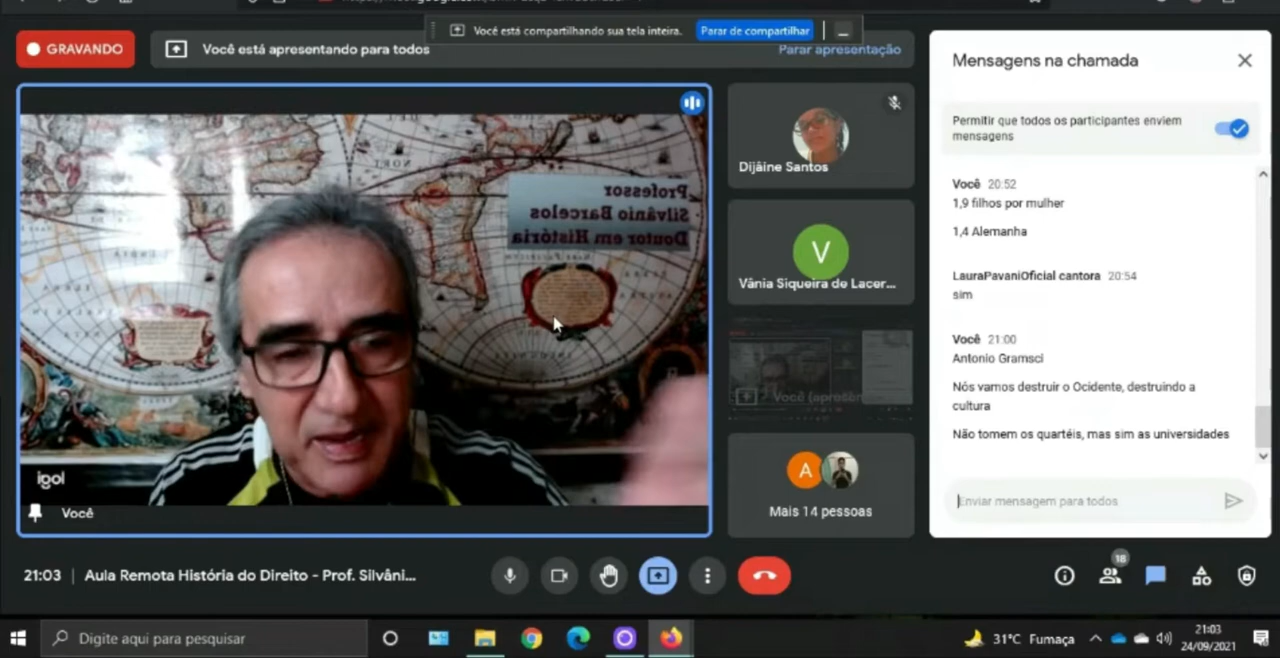 Você está compartilhando sua tela inteira.
Parar de compartilhar
GRAVANDO
Você está apresentando para todos
Parar apresentação
Professor
Silvânio Barcelos
Doutor em História
igol
Você
Dijâine Santos
V
Vânia Siqueira de Lacer...
Você
A
Mais 14 pessoas
Mensagens na chamada
Permitir que todos os participantes enviem
mensagens
Você 20:52
1,9 filhos por mulher
1,4 Alemanha
LauraPavaniOficial cantora 20:54
sim
Você 21:00
Antonio Gramsci
Nós vamos destruir o Ocidente, destruindo a
cultura
Não tomem os quartéis, mas sim as universidades
Enviar mensagem para todos
21:03 | Aula Remota História do Direito - Prof. Silvâni...
18
Digite aqui para pesquisar
31°C Fumaça
21:03
24/09/2021